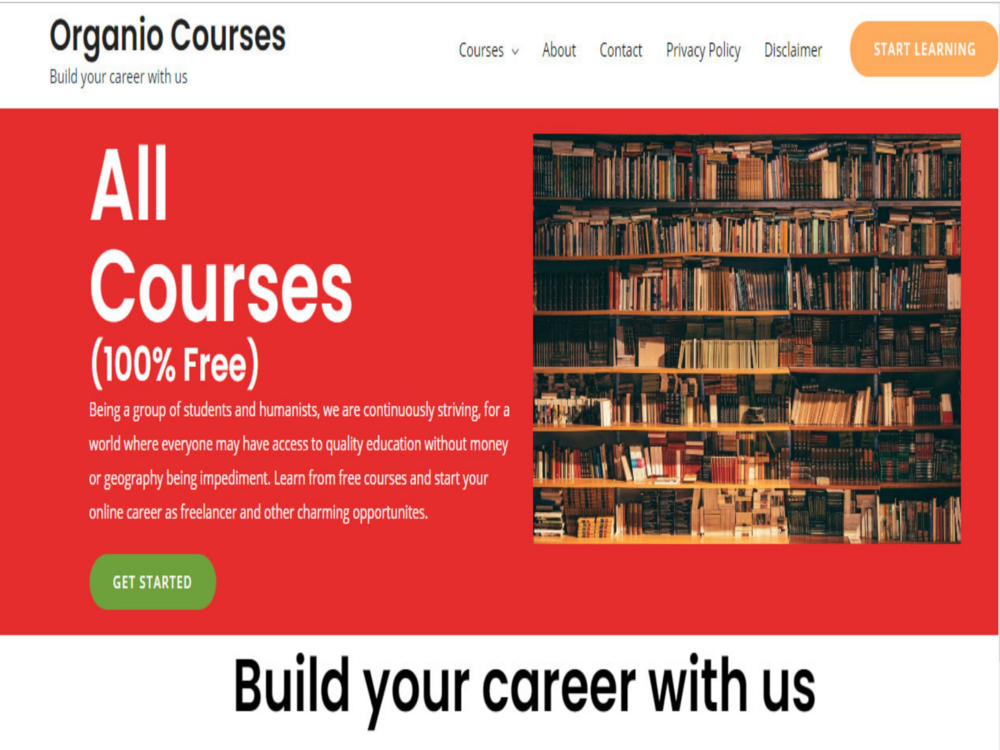 Organio Courses
Build your career with us
Courses
About
Contact
Privacy Policy
Disclaimer
START LEARNING
All
Courses
(100% Free)
Being a group of students and humanists, we are continuously striving, for a
world where everyone may have access to quality education without money
or geography being impediment. Learn from free courses and start your
online career as freelancer and other charming opportunites.
GET STARTED
Build your career with us